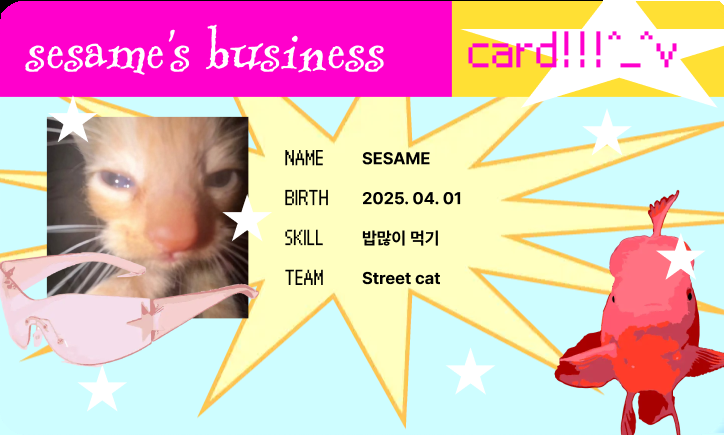 sesame's business card!!!^_^v
NAME SESAME
BIRTH 2025. 04. 01
SKILL 밥많이 먹기
TEAM Street cat